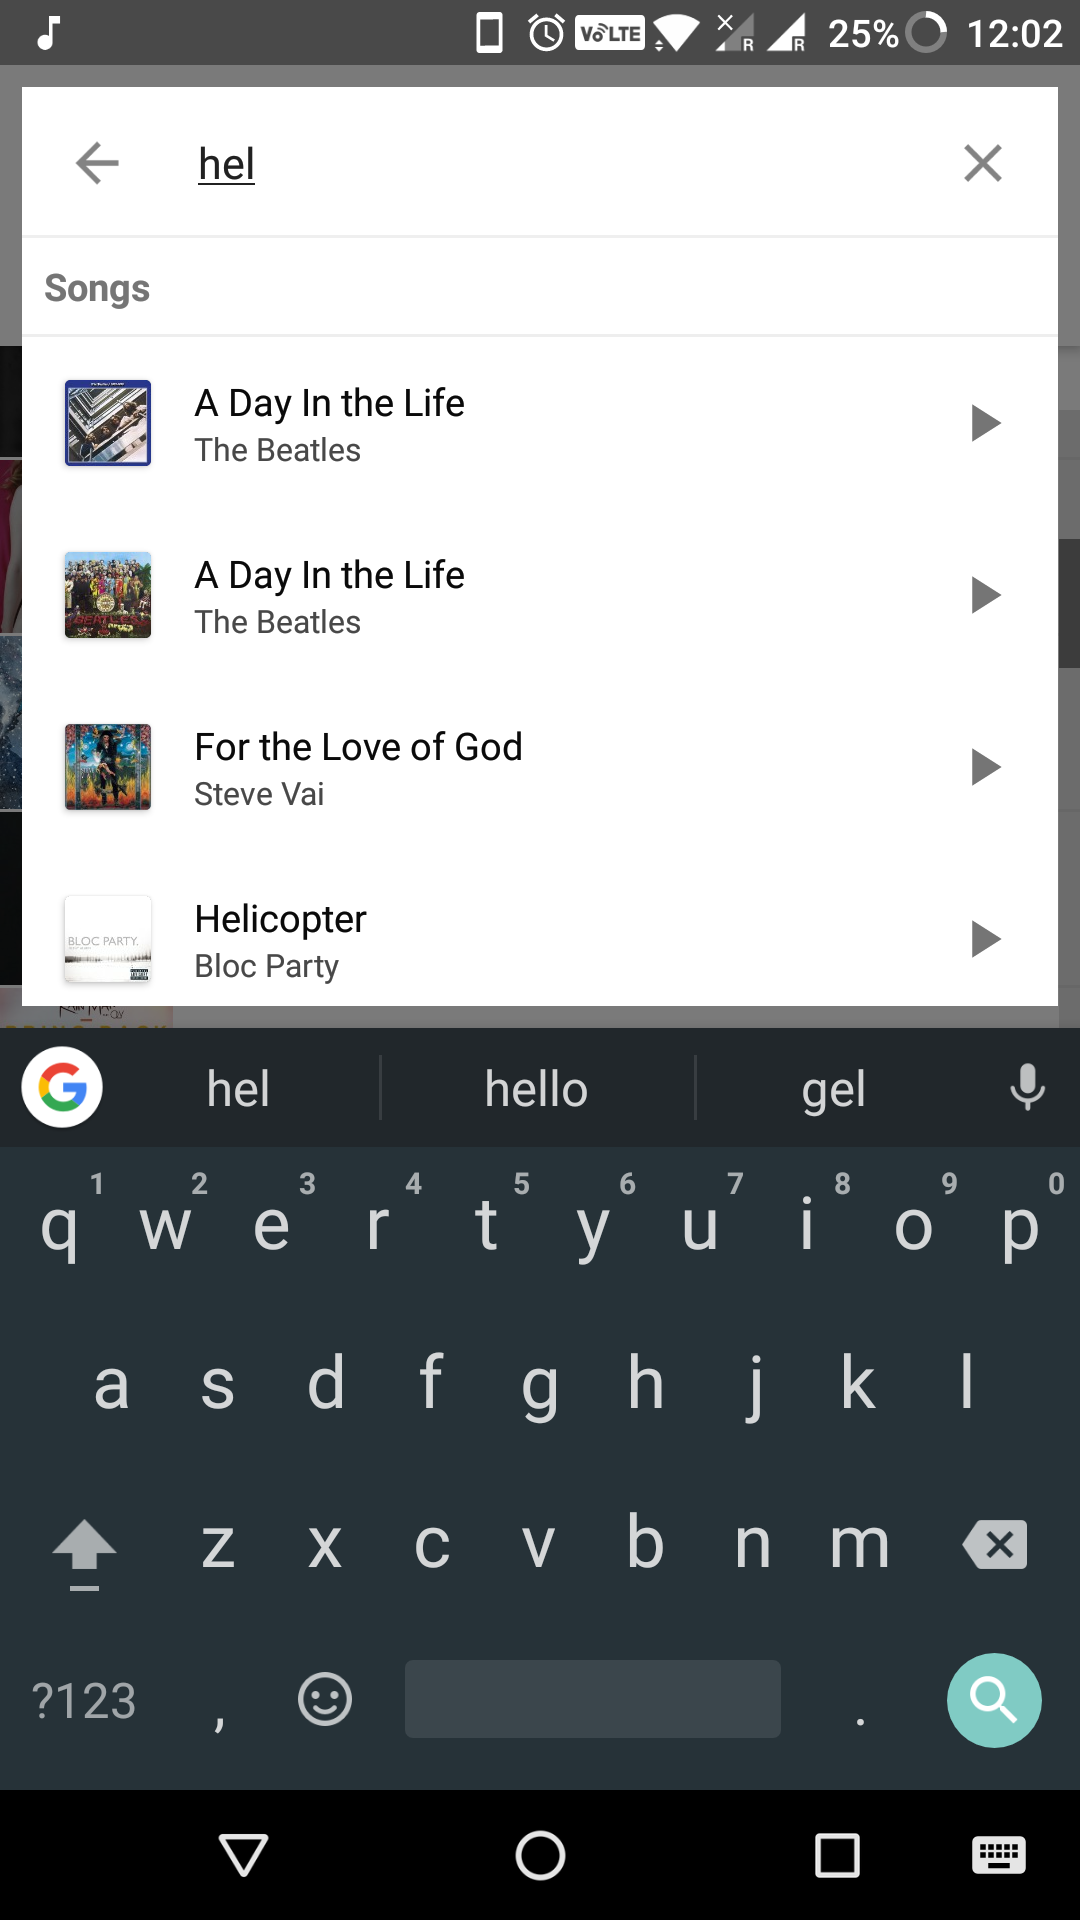 VoLTE R R 25% 12:02
hel
Songs
A Day In the Life
The Beatles
A Day In the Life
The Beatles
For the Love of God
Steve Vai
BLOC PARTY.
Helicopter
Bloc Party
G hel hello gel
1 2 3 4 5 6 7 8 9 0
q w e r t y u i o p
a s d f g h j k l
z x c v b n m
?123 , .